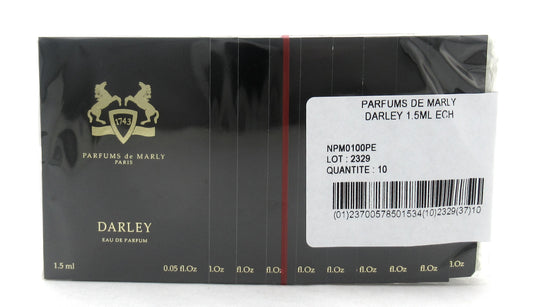 1743
PARFUMS de MARLY
PARIS
DARLEY
EAU DE PARFUM
1.5 ml
0.05 fl.Oz fl.Oz fl.Oz fl.Oz fl.Oz fl.Oz fl.Oz fl.Oz fl.Oz
PARFUMS DE MARLY
DARLEY 1.5ML ECH
NPM0100PE
LOT : 2329
QUANTITE : 10
(01)23700578501534(10)2329(37)10